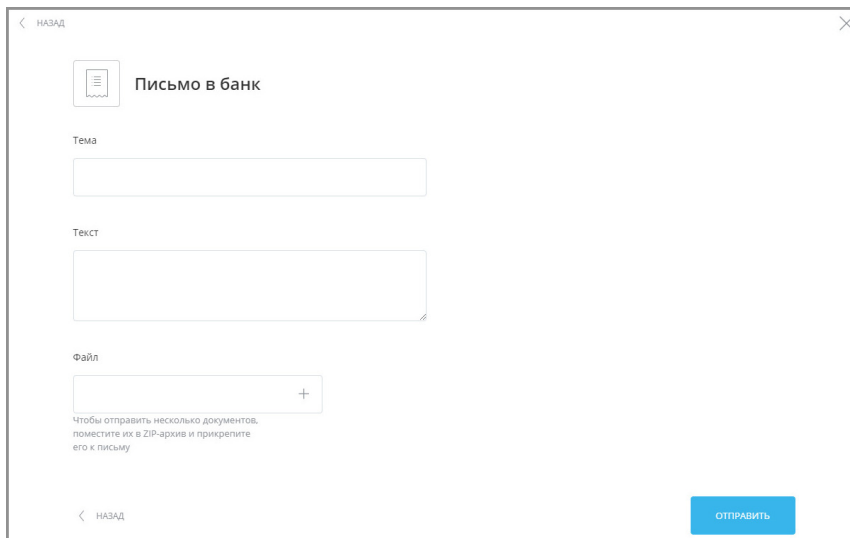 НАЗАД
Письмо в банк
Тема
Текст
Файл
Чтобы отправить несколько документов,
поместите их в ZIP-архив и прикрепите
его к письму
НАЗАД
ОТПРАВИТЬ